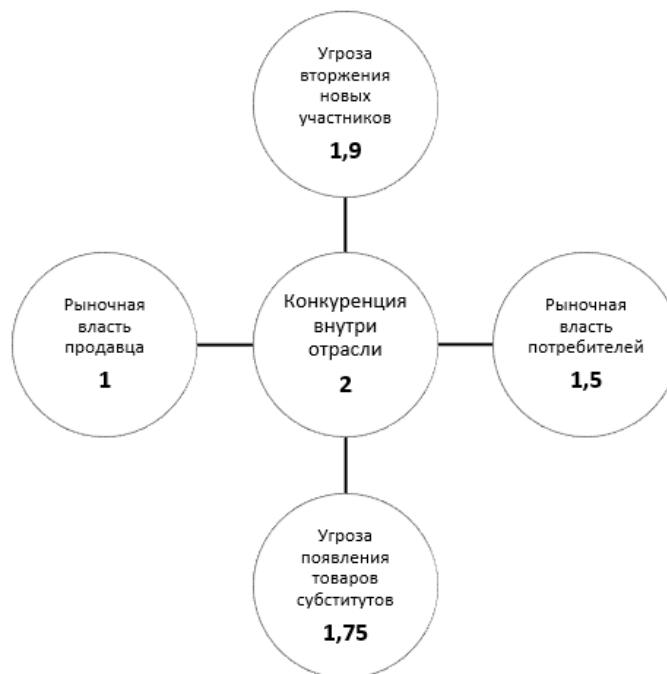 Угроза
вторжения
новых
участников
1,9
Рыночная
власть
продавца
1
Конкуренция
внутри
отрасли
2
Рыночная
власть
потребителей
1,5
Угроза
появления
товаров
субститутов
1,75